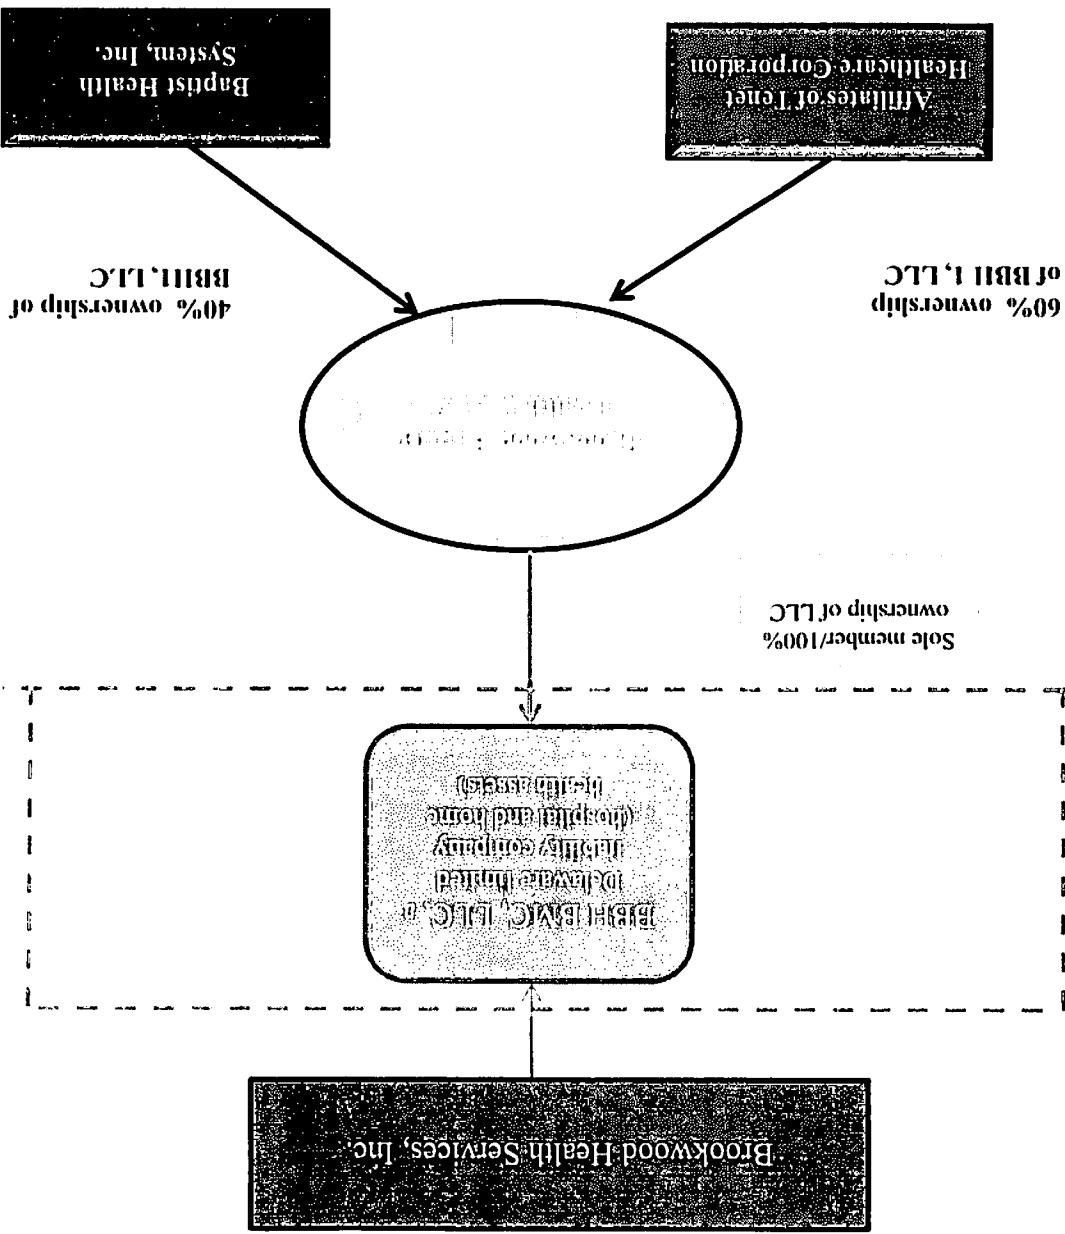 Brookwood Health Services, Inc.
BBH BMC, LLC, a
Delaware limited
liability company
(hospital and home
health assets)
Sole member/100%
ownership of LLC
Health
60% ownership
of BBH 1, LLC
40% ownership of
BBH1, LLC
Affiliates of Tenet
Healthcare Corporation
Baptist Health
System, Inc.